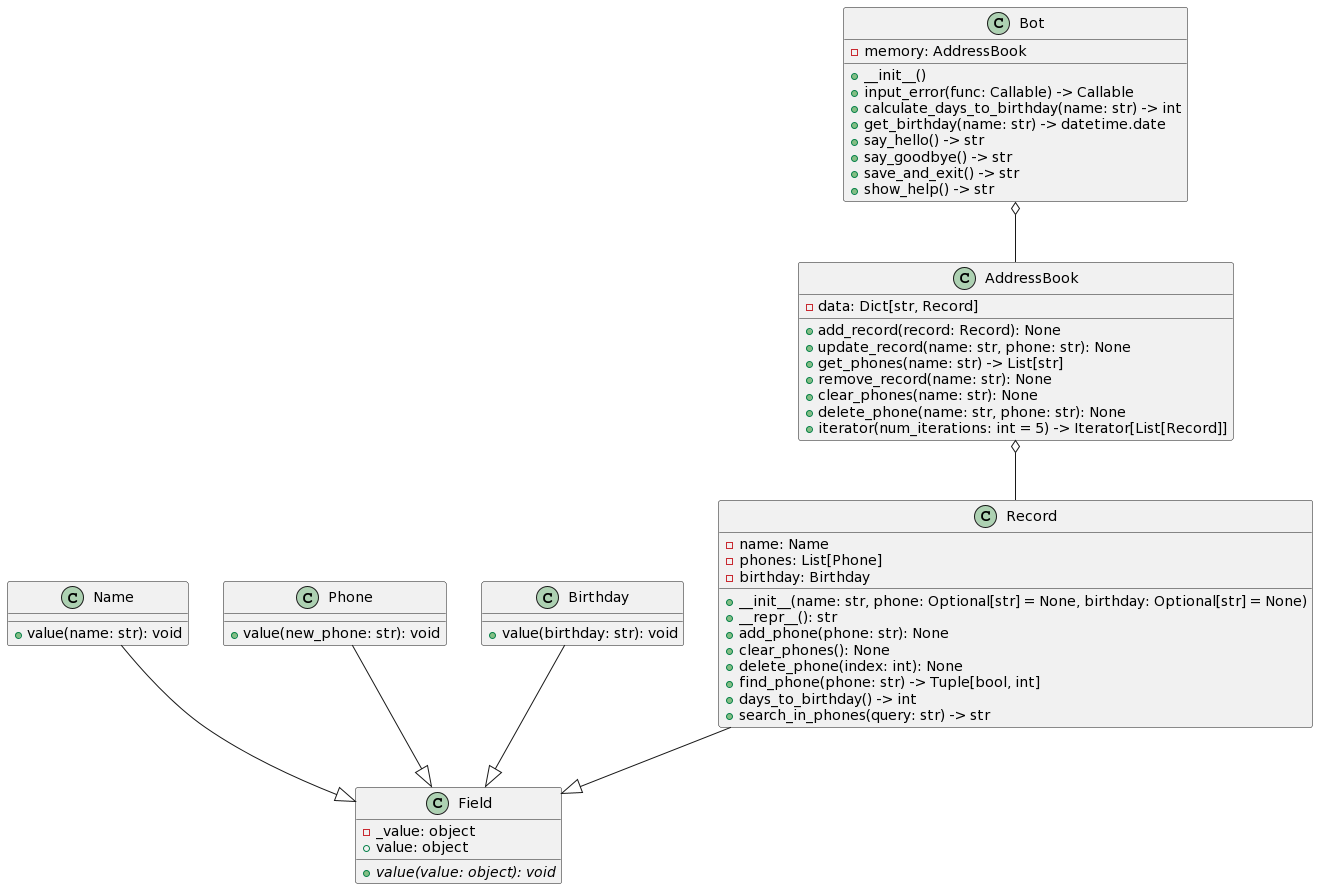 C Bot
memory: AddressBook
__init__()
input_error(func: Callable) -> Callable
calculate_days_to_birthday(name: str) -> int
get_birthday(name: str) -> datetime.date
say_hello() -> str
say_goodbye() -> str
save_and_exit() -> str
show_help() -> str
C AddressBook
data: Dict[str, Record]
add_record(record: Record): None
update_record(name: str, phone: str): None
get_phones(name: str) -> List[str]
remove_record(name: str): None
clear_phones(name: str): None
delete_phone(name: str, phone: str): None
iterator(num_iterations: int = 5) -> Iterator[List[Record]]
C Record
name: Name
phones: List[Phone]
birthday: Birthday
__init__(name: str, phone: Optional[str] = None, birthday: Optional[str] = None)
__repr__(): str
add_phone(phone: str): None
clear_phones(): None
delete_phone(index: int): None
find_phone(phone: str) -> Tuple[bool, int]
days_to_birthday() -> int
search_in_phones(query: str) -> str
C Name
value(name: str): void
C Phone
value(new_phone: str): void
C Birthday
value(birthday: str): void
C Field
_value: object
value: object
value(value: object): void